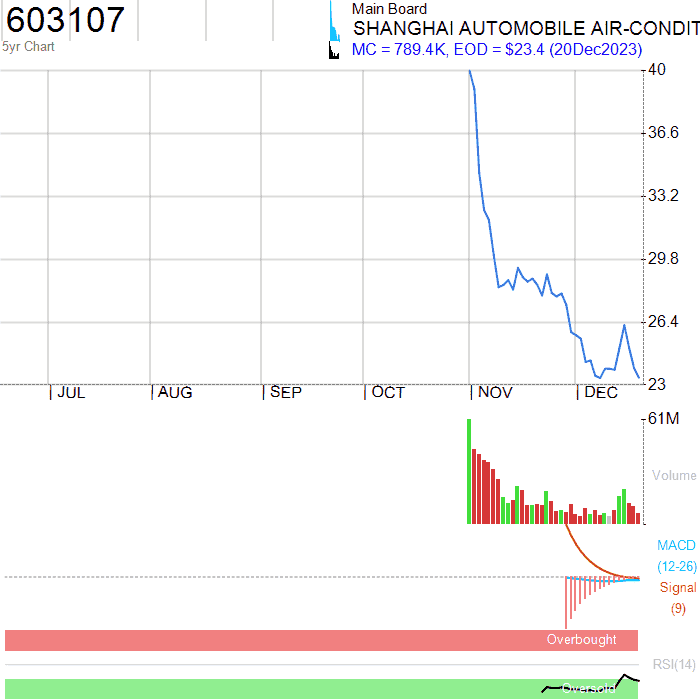 603107
5yr Chart
Main Board
SHANGHAI AUTOMOBILE AIR-CONDIT
MC = 789.4K, EOD = $23.4 (20Dec2023)
40
36.6
33.2
29.8
26.4
23
JUL
AUG
SEP
OCT
NOV
DEC
61M
Volume
MACD
(12-26)
Signal
(9)
Overbought
RSI(14)
Oversold